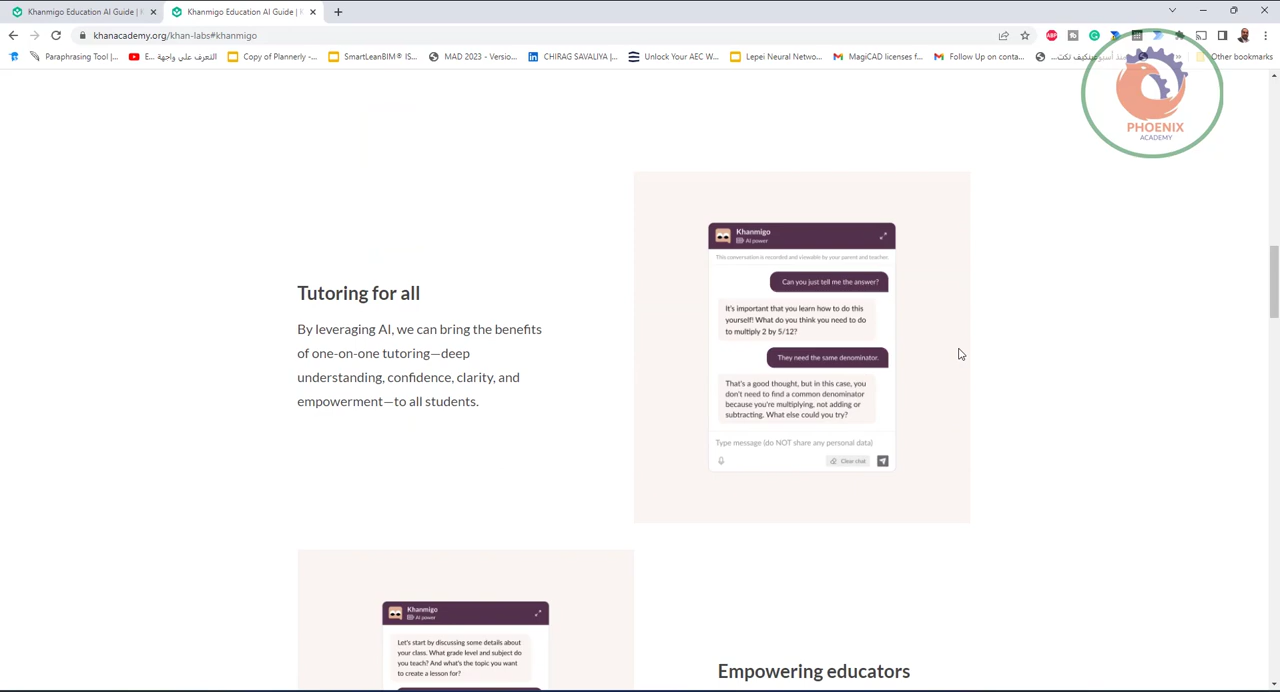 Khanmigo Education AI Guide |
Khanmigo Education AI Guide |
khanacademy.org/khan-labs#khanmigo
ABP
Paraphrasing Tool |...
E... التعرف علي واجهة
Copy of Plannerly -...
SmartLeanBIM® IS...
MAD 2023 - Versio...
CHIRAG SAVALIYA |...
Unlock Your AEC W...
Lepei Neural Netwo...
MagiCAD licenses f...
Follow Up on conta...
Other bookmarks
PHOENIX
ACADEMY
Tutoring for all
By leveraging AI, we can bring the benefits
of one-on-one tutoring—deep
understanding, confidence, clarity, and
empowerment—to all students.
Khanmigo
AI power
This conversation is recorded and viewable by your parent and teacher.
Can you just tell me the answer?
It's important that you learn how to do this
yourself! What do you think you need to do
to multiply 2 by 5/12?
They need the same denominator.
That's a good thought, but in this case, you
don't need to find a common denominator
because you're multiplying, not adding or
subtracting. What else could you try?
Type message (do NOT share any personal data)
Clear chat
Khanmigo
AI power
Let's start by discussing some details about
your class. What grade level and subject do
you teach? And what's the topic you want
to create a lesson for?
Empowering educators